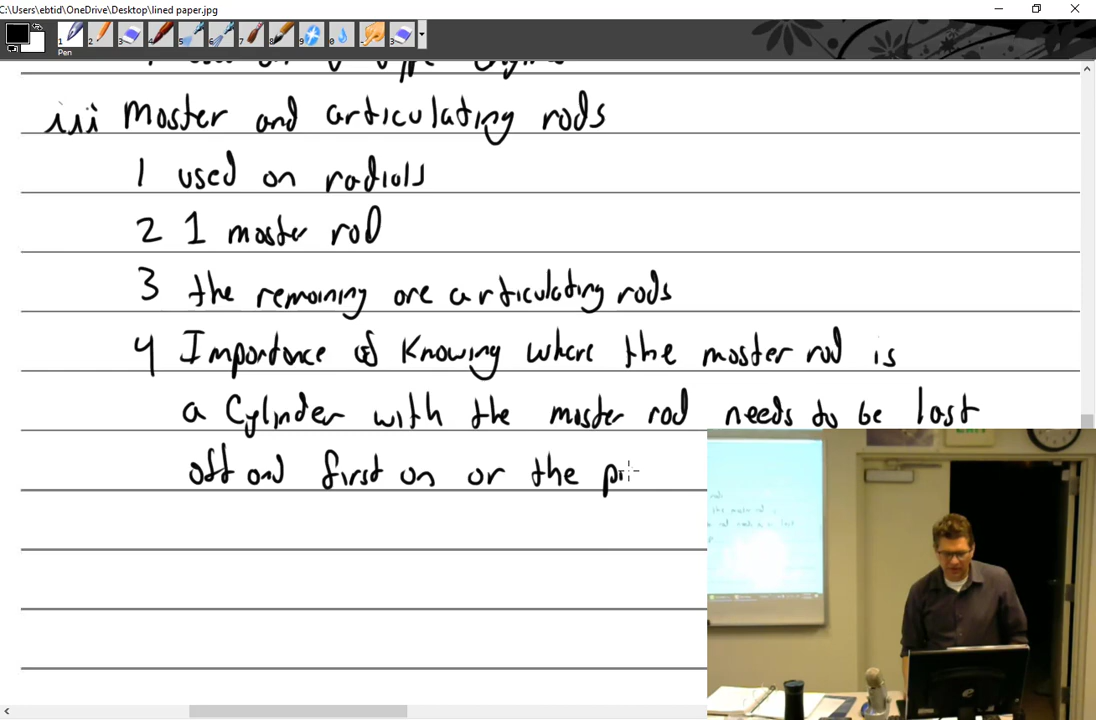 C:\Users\ebtid\OneDrive\Desktop\lined paper.jpg
Pen
iii Master and articulating rods
1 used on radials
2 1 master rod
3 the remaining are articulating rods
4 Importance of Knowing where the master rod is
a Cylinder with the master rod needs to be last
off and first on or the
EXIT